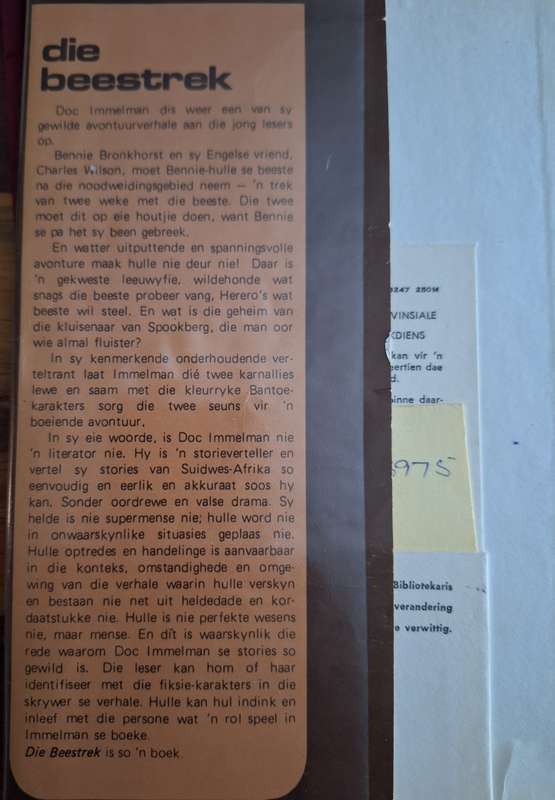 die
beestrek
Doc Immelman dis weer een van sy
gewilde avontuurverhale aan die jong lesers
op.
Bennie Bronkhorst en sy Engelse vriend,
Charles Wilson, moet Bennie-hulle se beeste
na die noodweidingsgebied neem — 'n trek
van twee weke met die beeste. Die twee
moet dit op eie houtjie doen, want Bennie
se pa het sy been gebreek.
En watter uitputtende en spanningsvolle
avonture maak hulle nie deur nie! Daar is
'n gekweste leeuwyfie, wildehonde wat
snags die beeste probeer vang, Herero's wat
beeste wil steel. En wat is die geheim van
die kluisenaar van Spookberg, die man oor
wie almal fluister?
In sy kenmerkende onderhoudende ver-
teltrant laat Immelman dié twee karnallies
lewe en saam met die kleurryke Bantoe-
karakters sorg die twee seuns vir 'n
boeiende avontuur.
In sy eie woorde, is Doc Immelman nie
'n literator nie. Hy is 'n storieverteller en
vertel sy stories van Suidwes-Afrika so
eenvoudig en eerlik en akkuraat soos hy
kan. Sonder oordrewe en valse drama. Sy
helde is nie supermense nie; hulle word nie
in onwaarskynlike situasies geplaas nie.
Hulle optredes en handelinge is aanvaarbaar
in die konteks, omstandighede en omge-
wing van die verhale waarin hulle verskyn
en bestaan nie net uit heldedade en kor-
daatstukke nie. Hulle is nie perfekte wesens
nie, maar mense. En dít is waarskynlik die
rede waarom Doc Immelman se stories so
gewild is. Die leser kan hom of haar
identifiseer met die fiksie-karakters in die
skrywer se verhale. Hulle kan hul indink en
inleef met die persone wat 'n rol speel in
Immelman se boeke.
Die Beestrek is so 'n boek.
3247 250M
VINSIALE
KDIENS
kan vir 'n
eertien dae
d.
binne daar-
5975
Bibliotekaris
verandering
e verwittig.